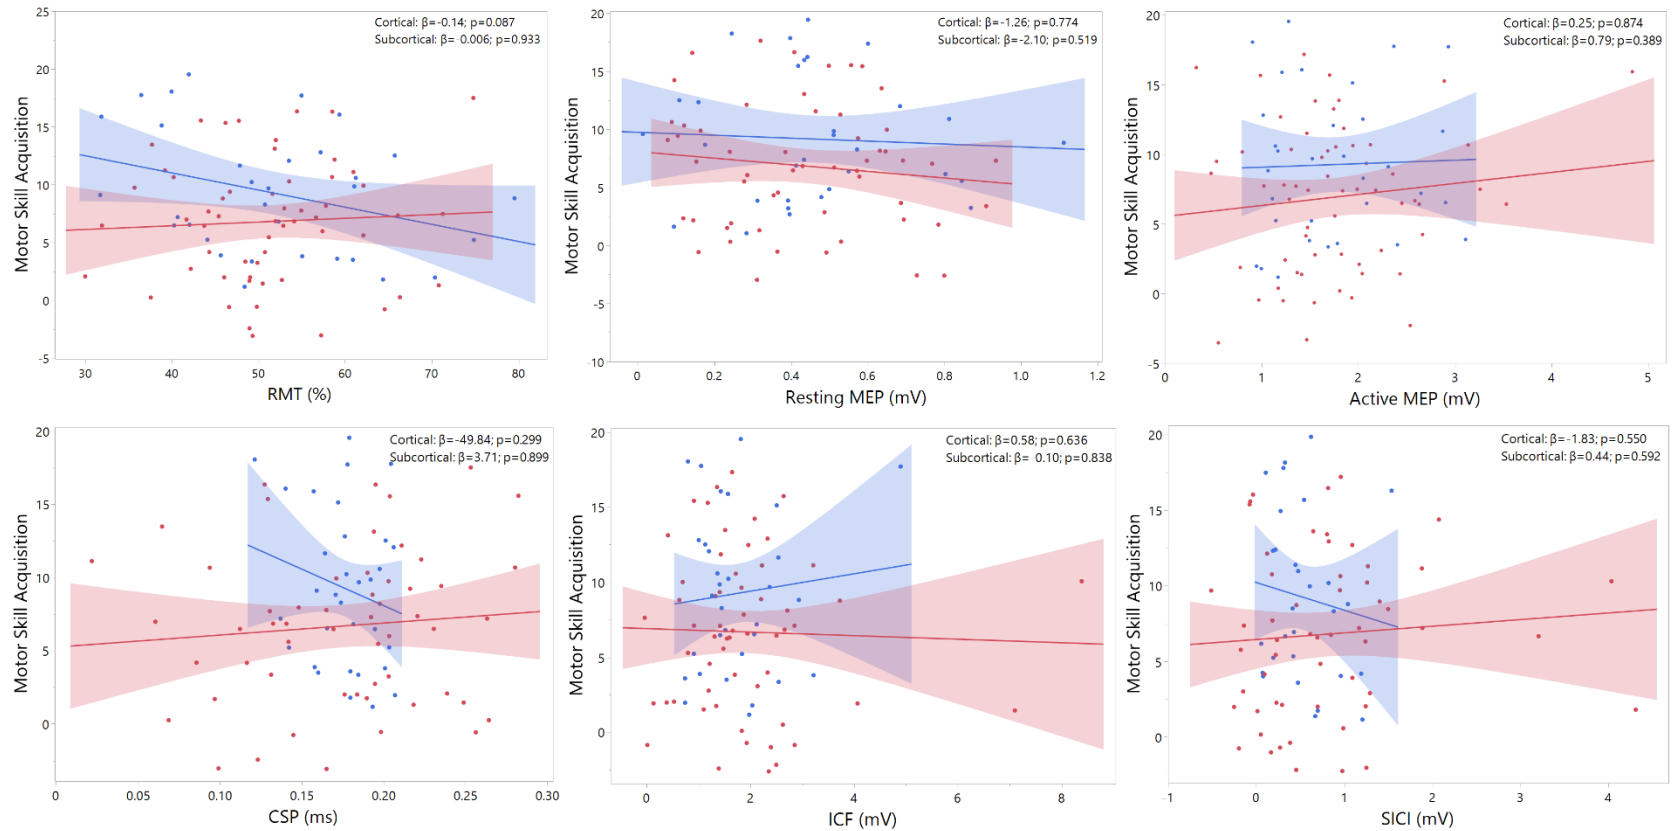 Cortical: β=-0.14; p=0.087
Subcortical: β=-0.006; p=0.933
25
20
15
10
5
0
-5
Motor Skill Acquisition
30 40 50 60 70 80
RMT (%)
Cortical: β=-1.26; p=0.774
Subcortical: β=-2.10; p=0.519
20
15
10
5
0
-5
-10
Motor Skill Acquisition
0 0.2 0.4 0.6 0.8 1.0 1.2
Resting MEP (mV)
Cortical: β=0.25; p=0.874
Subcortical: β=0.79; p=0.389
20
15
10
5
0
-5
Motor Skill Acquisition
0 1 2 3 4 5
Active MEP (mV)
Cortical: β=-49.84; p=0.299
Subcortical: β=3.71; p=0.899
20
15
10
5
0
Motor Skill Acquisition
0 0.05 0.10 0.15 0.20 0.25 0.30
CSP (ms)
Cortical: β=0.58; p=0.636
Subcortical: β=-0.10; p=0.838
20
15
10
5
0
Motor Skill Acquisition
0 2 4 6 8
ICF (mV)
Cortical: β=-1.83; p=0.550
Subcortical: β=0.44; p=0.592
20
15
10
5
0
Motor Skill Acquisition
-1 0 1 2 3 4
SICI (mV)